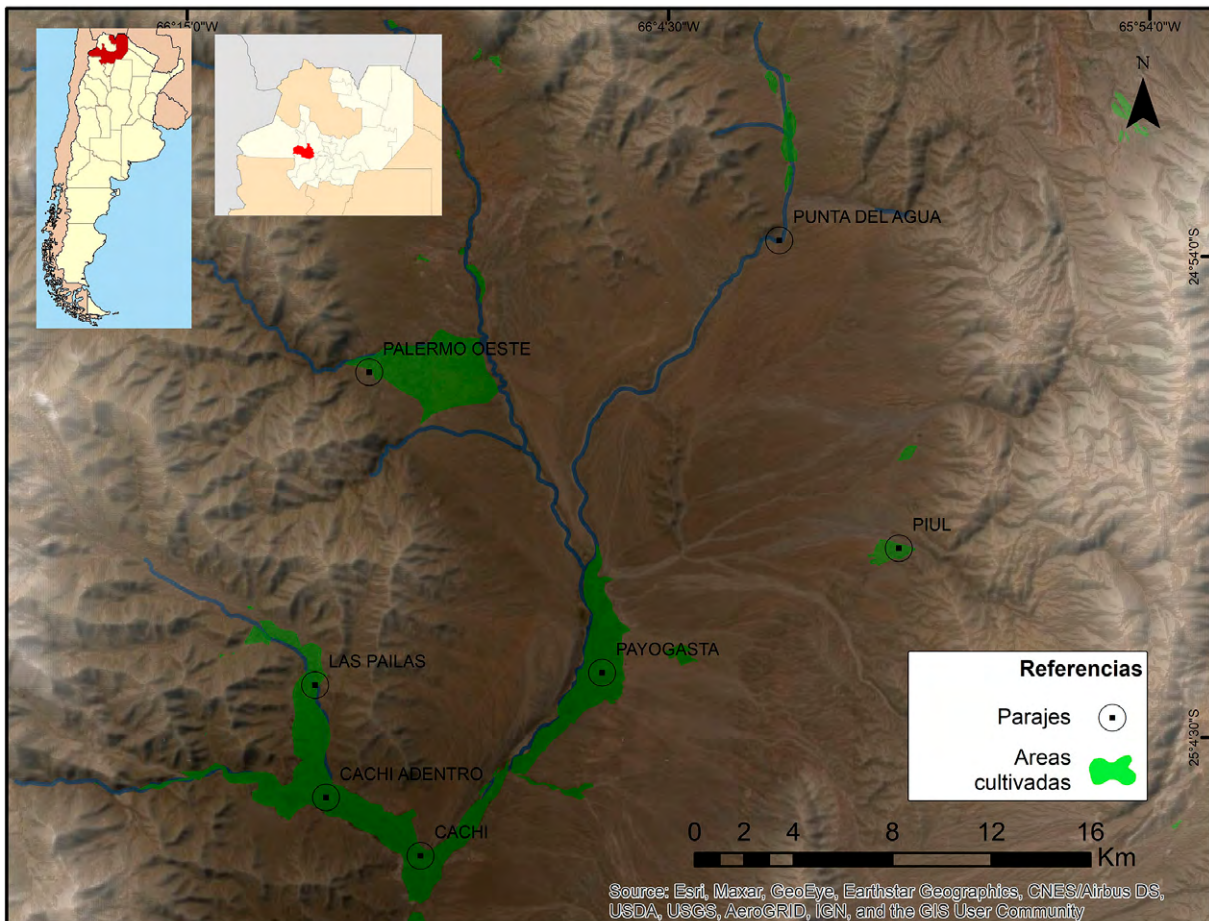 66°15'0"W
66°4'30"W
65°54'0"W
N
PUNTA DEL AGUA
24°54'0"S
PALERMO OESTE
PIUL
PAYOGASTA
LAS PAILAS
Referencias
Parajes
Areas
cultivadas
25°4'30"S
CACHI ADENTRO
CACHI
0 2 4 8 12 16
Km
Source: Esri, Maxar, GeoEye, Earthstar Geographics, CNES/Airbus DS,
USDA, USGS, AeroGRID, IGN, and the GIS User Community